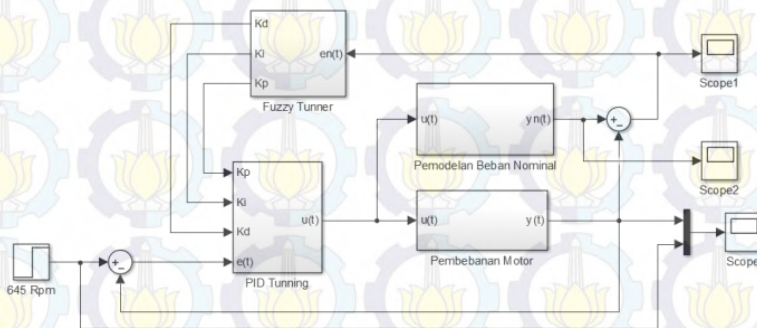 Kd
Ki
en(t)
Kp
Fuzzy Tunner
Scope1
u(t)
yn(t)
Pemodelan Beban Nominal
Scope2
Kp
Ki
Kd
e(t)
u(t)
PID Tunning
u(t)
y(t)
Pembebanan Motor
Scope
645 Rpm